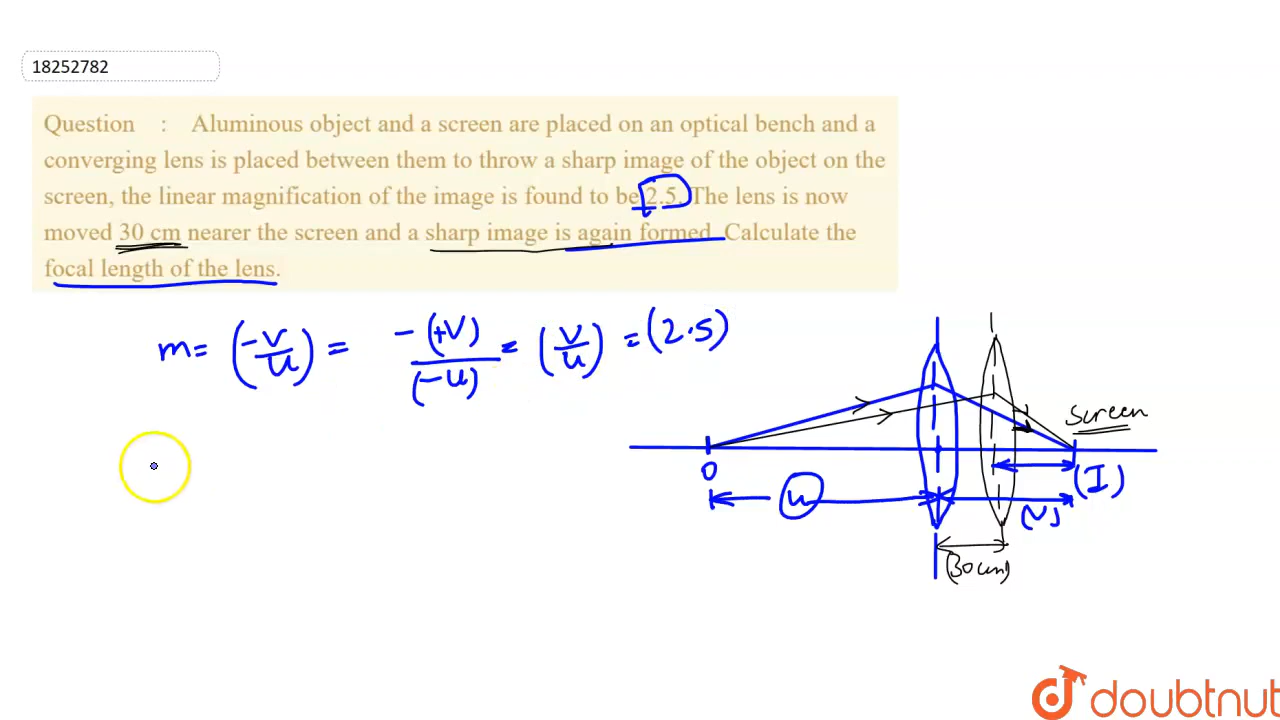 18252782
Question : Aluminous object and a screen are placed on an optical bench and a
converging lens is placed between them to throw a sharp image of the object on the
screen, the linear magnification of the image is found to be 2.5. The lens is now
moved 30 cm nearer the screen and a sharp image is again formed. Calculate the
focal length of the lens.
m = (-V/u) = -(+V)/(-u) = (V/u) = (2.5)
Screen
O
(I)
u
(V)
(30 cm)
doubtnut